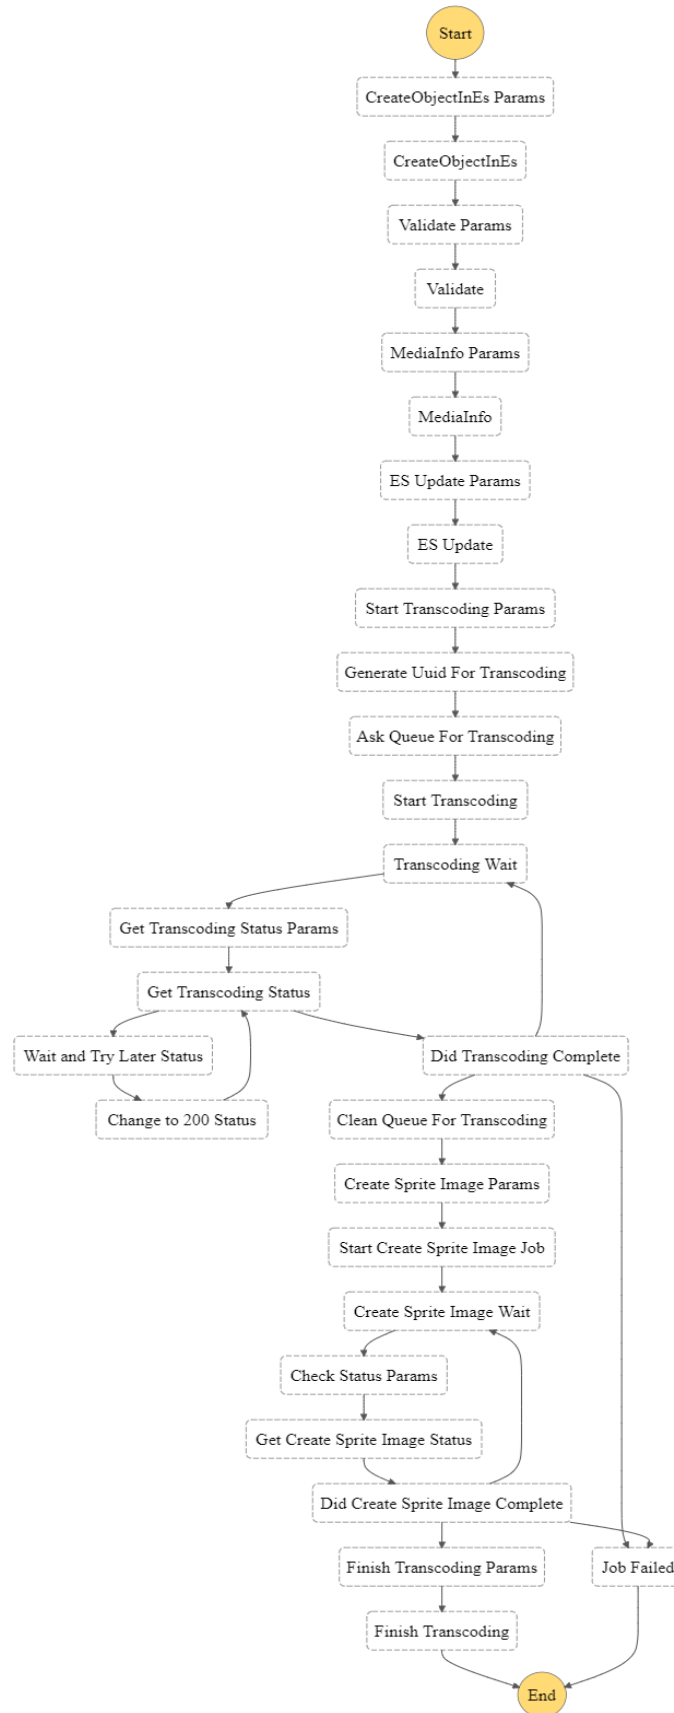 Start
CreateObjectInEs Params
CreateObjectInEs
Validate Params
Validate
MediaInfo Params
MediaInfo
ES Update Params
ES Update
Start Transcoding Params
Generate Uuid For Transcoding
Ask Queue For Transcoding
Start Transcoding
Transcoding Wait
Get Transcoding Status Params
Get Transcoding Status
Wait and Try Later Status
Did Transcoding Complete
Change to 200 Status
Clean Queue For Transcoding
Create Sprite Image Params
Start Create Sprite Image Job
Create Sprite Image Wait
Check Status Params
Get Create Sprite Image Status
Did Create Sprite Image Complete
Finish Transcoding Params
Job Failed
Finish Transcoding
End